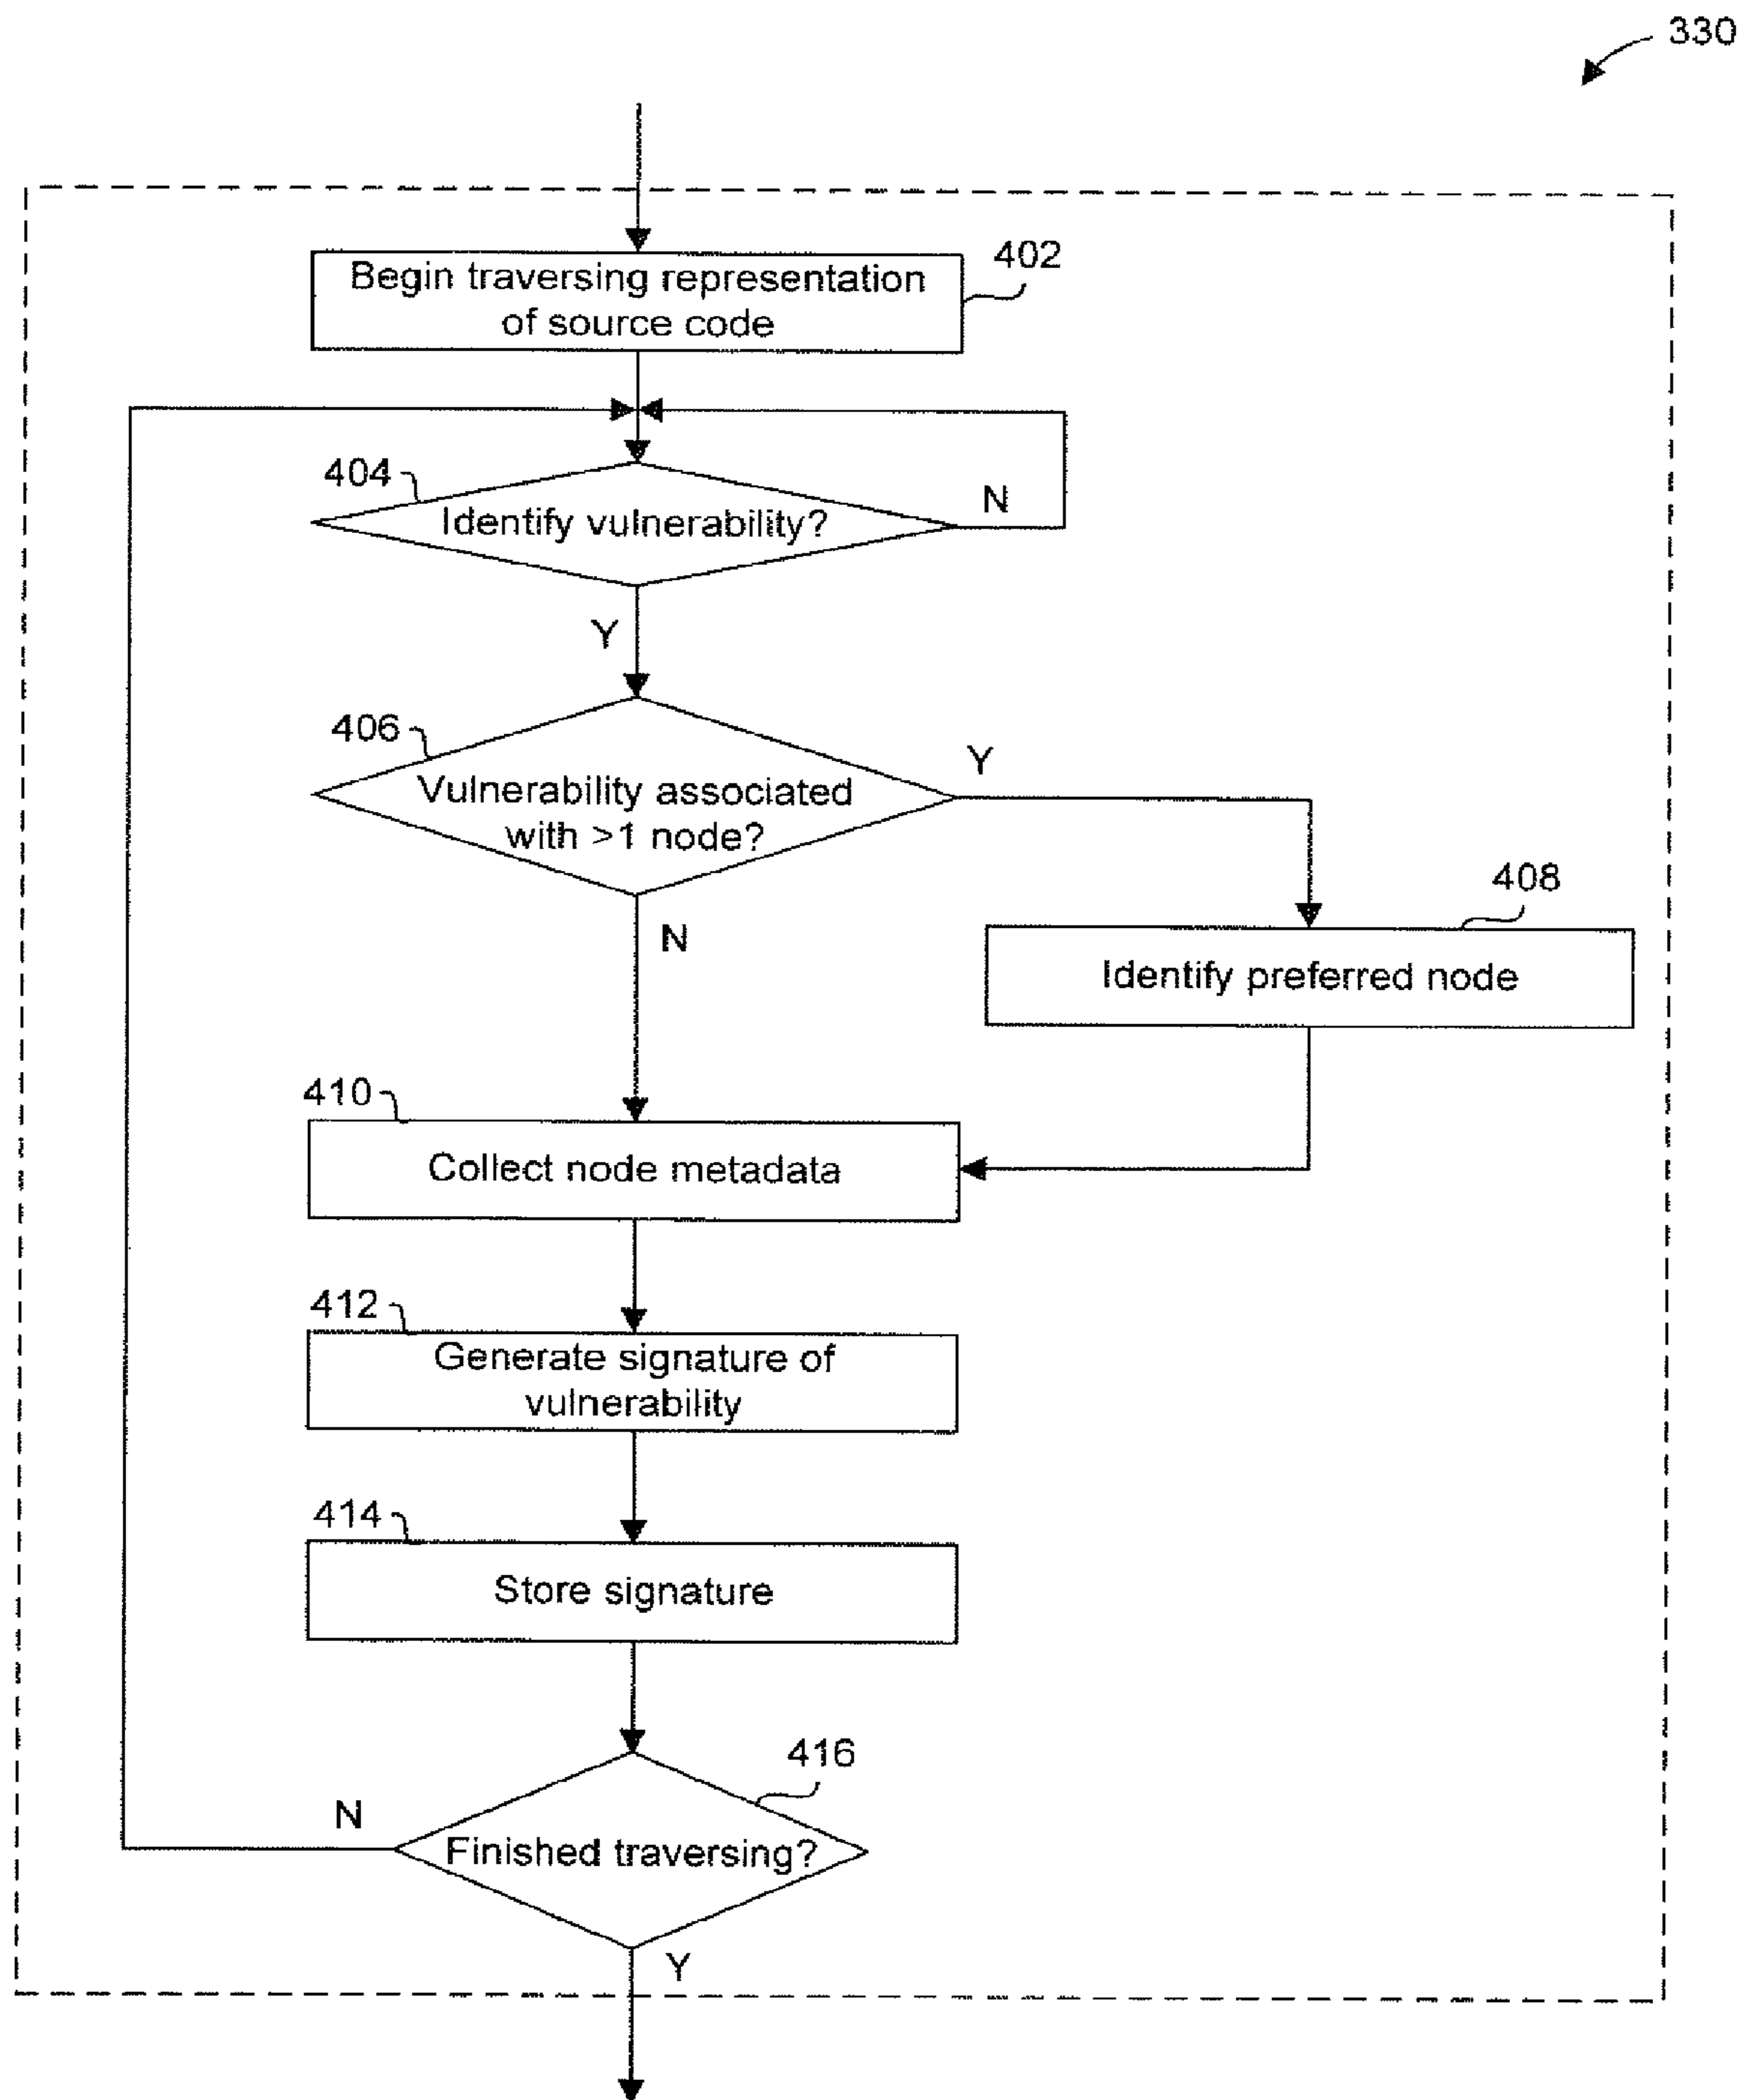 330
402
Begin traversing representation
of source code
404
Identify vulnerability?
N
Y
406
Vulnerability associated
with >1 node?
Y
N
408
Identify preferred node
410
Collect node metadata
412
Generate signature of
vulnerability
414
Store signature
416
Finished traversing?
N
Y